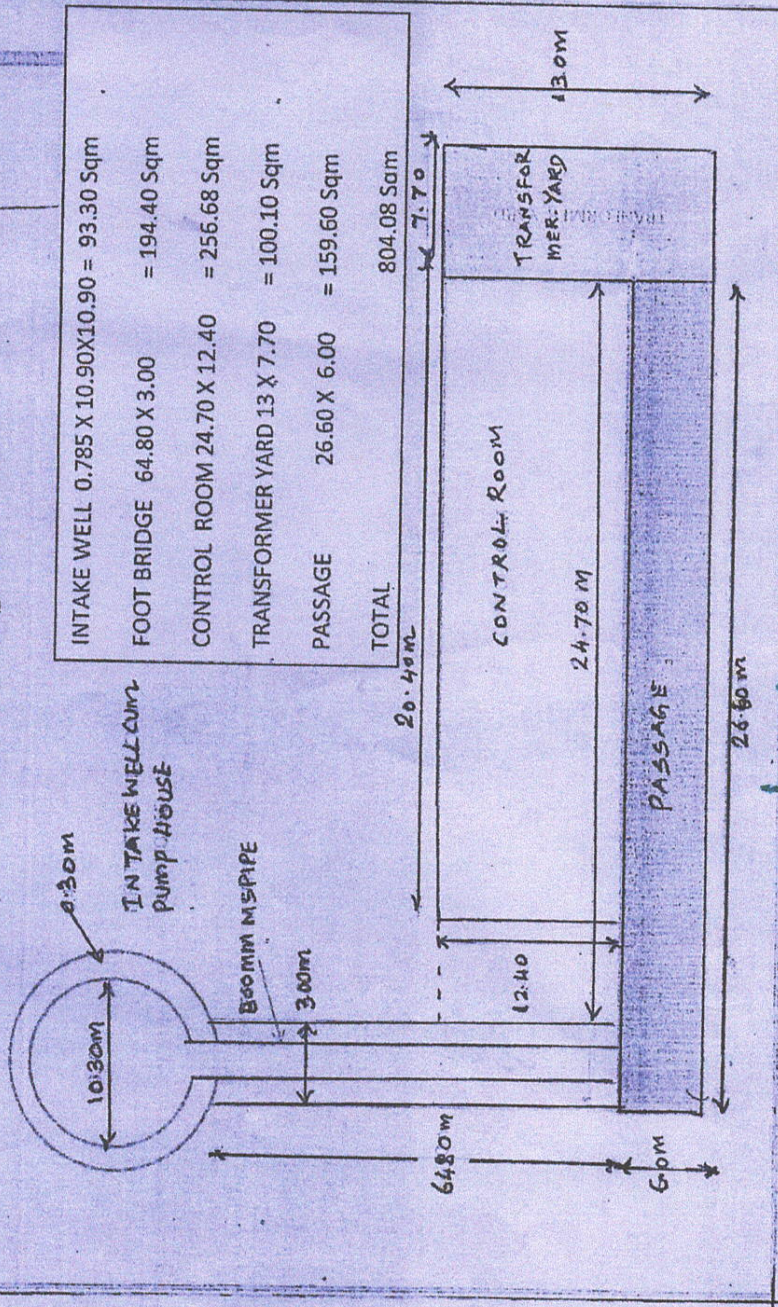 INTAKE WELL 0.785 X 10.90X10.90 = 93.30 Sqm
FOOT BRIDGE 64.80 X 3.00 = 194.40 Sqm
CONTROL ROOM 24.70 X 12.40 = 256.68 Sqm
TRANSFORMER YARD 13 X 7.70 = 100.10 Sqm
PASSAGE 26.60 X 6.00 = 159.60 Sqm
TOTAL 804.08 Sqm
0.30m
INTAKE WELL CUM
PUMP HOUSE
10.30m
800MM MSPIPE
3.00m
64.80m
6.0m
20.40m
7.70
13.0m
CONTROL ROOM
TRANSFOR
MER.YARD
12.40
24.70 M
PASSAGE
26.60m